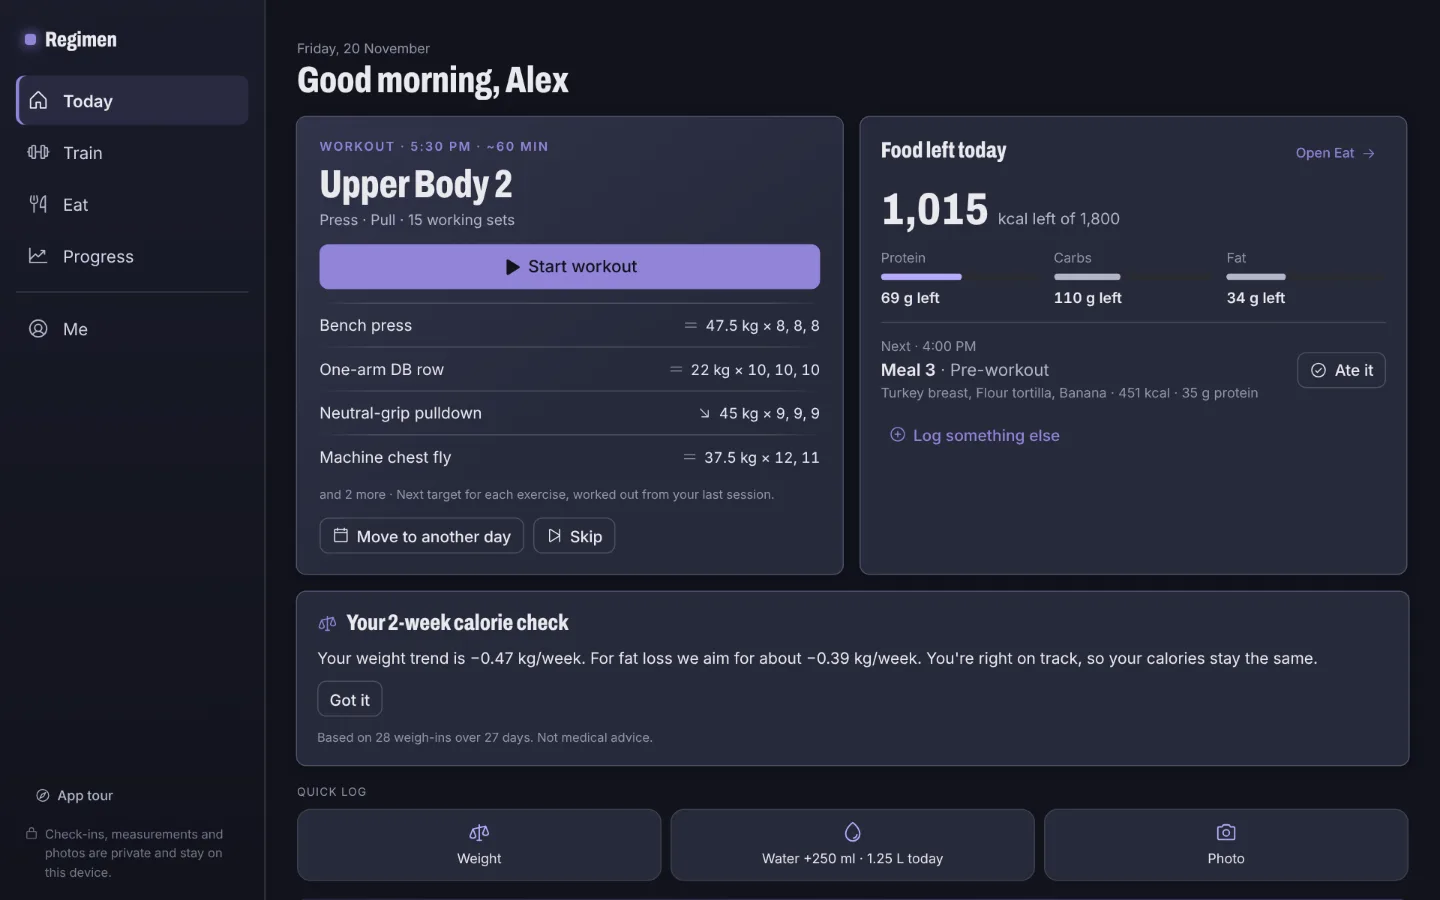 Regimen
Today
Train
Eat
Progress
Me
App tour
Check-ins, measurements and
photos are private and stay on
this device.
Friday, 20 November
Good morning, Alex
WORKOUT · 5:30 PM · ~60 MIN
Upper Body 2
Press · Pull · 15 working sets
Start workout
Bench press = 47.5 kg × 8, 8, 8
One-arm DB row = 22 kg × 10, 10, 10
Neutral-grip pulldown ↘ 45 kg × 9, 9, 9
Machine chest fly = 37.5 kg × 12, 11
and 2 more · Next target for each exercise, worked out from your last session.
Move to another day Skip
Food left today Open Eat →
1,015 kcal left of 1,800
Protein Carbs Fat
69 g left 110 g left 34 g left
Next · 4:00 PM
Meal 3 · Pre-workout
Turkey breast, Flour tortilla, Banana · 451 kcal · 35 g protein
Ate it
Log something else
Your 2-week calorie check
Your weight trend is −0.47 kg/week. For fat loss we aim for about −0.39 kg/week. You're right on track, so your calories stay the same.
Got it
Based on 28 weigh-ins over 27 days. Not medical advice.
QUICK LOG
Weight
Water +250 ml · 1.25 L today
Photo